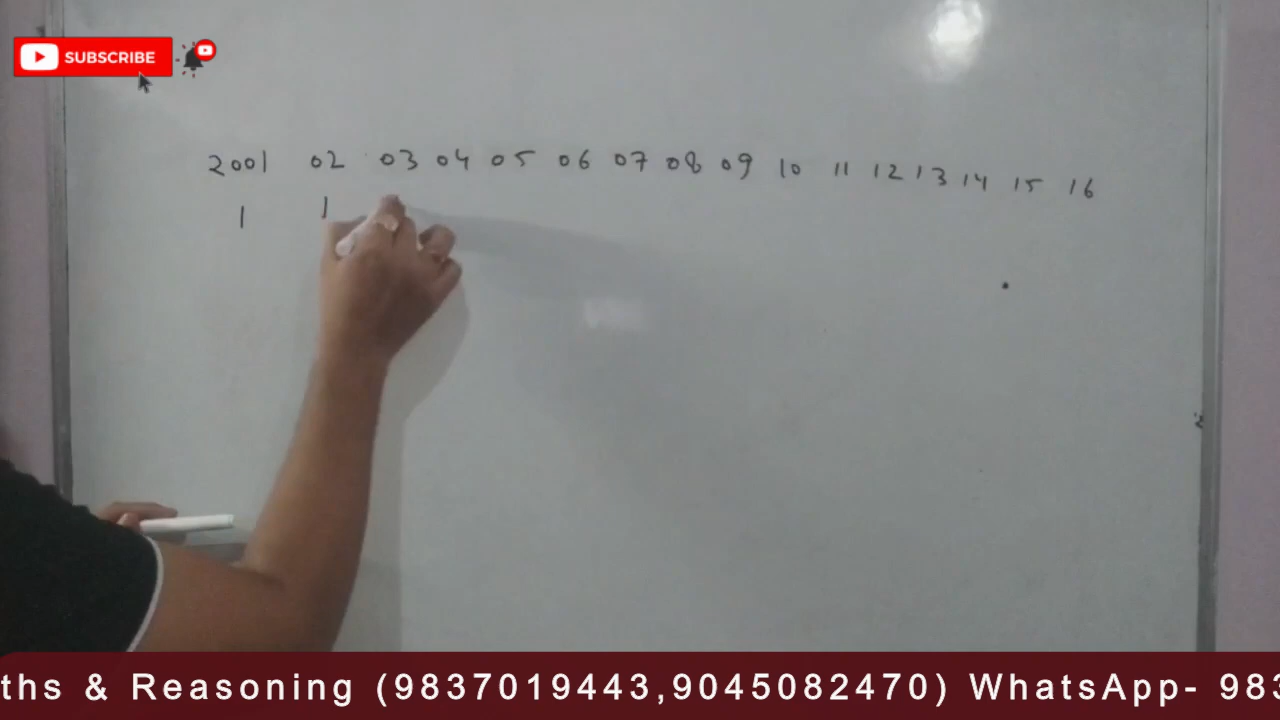 SUBSCRIBE
2001 02 03 04 05 06 07 08 09 10 11 12 13 14 15 16
1 1
ths & Reasoning (9837019443,9045082470) WhatsApp- 983